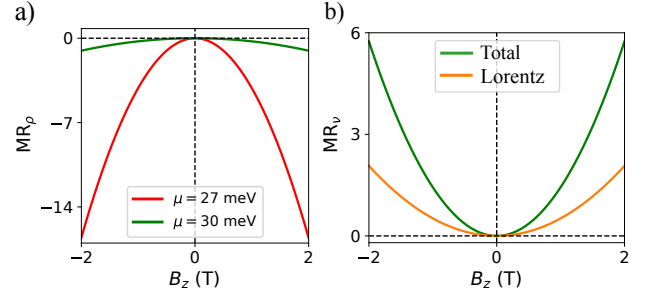 a)
0
−7
−14
MR_ρ
μ = 27 meV
μ = 30 meV
−2
0
2
B_z (T)
b)
6
3
0
MR_ν
Total
Lorentz
−2
0
2
B_z (T)